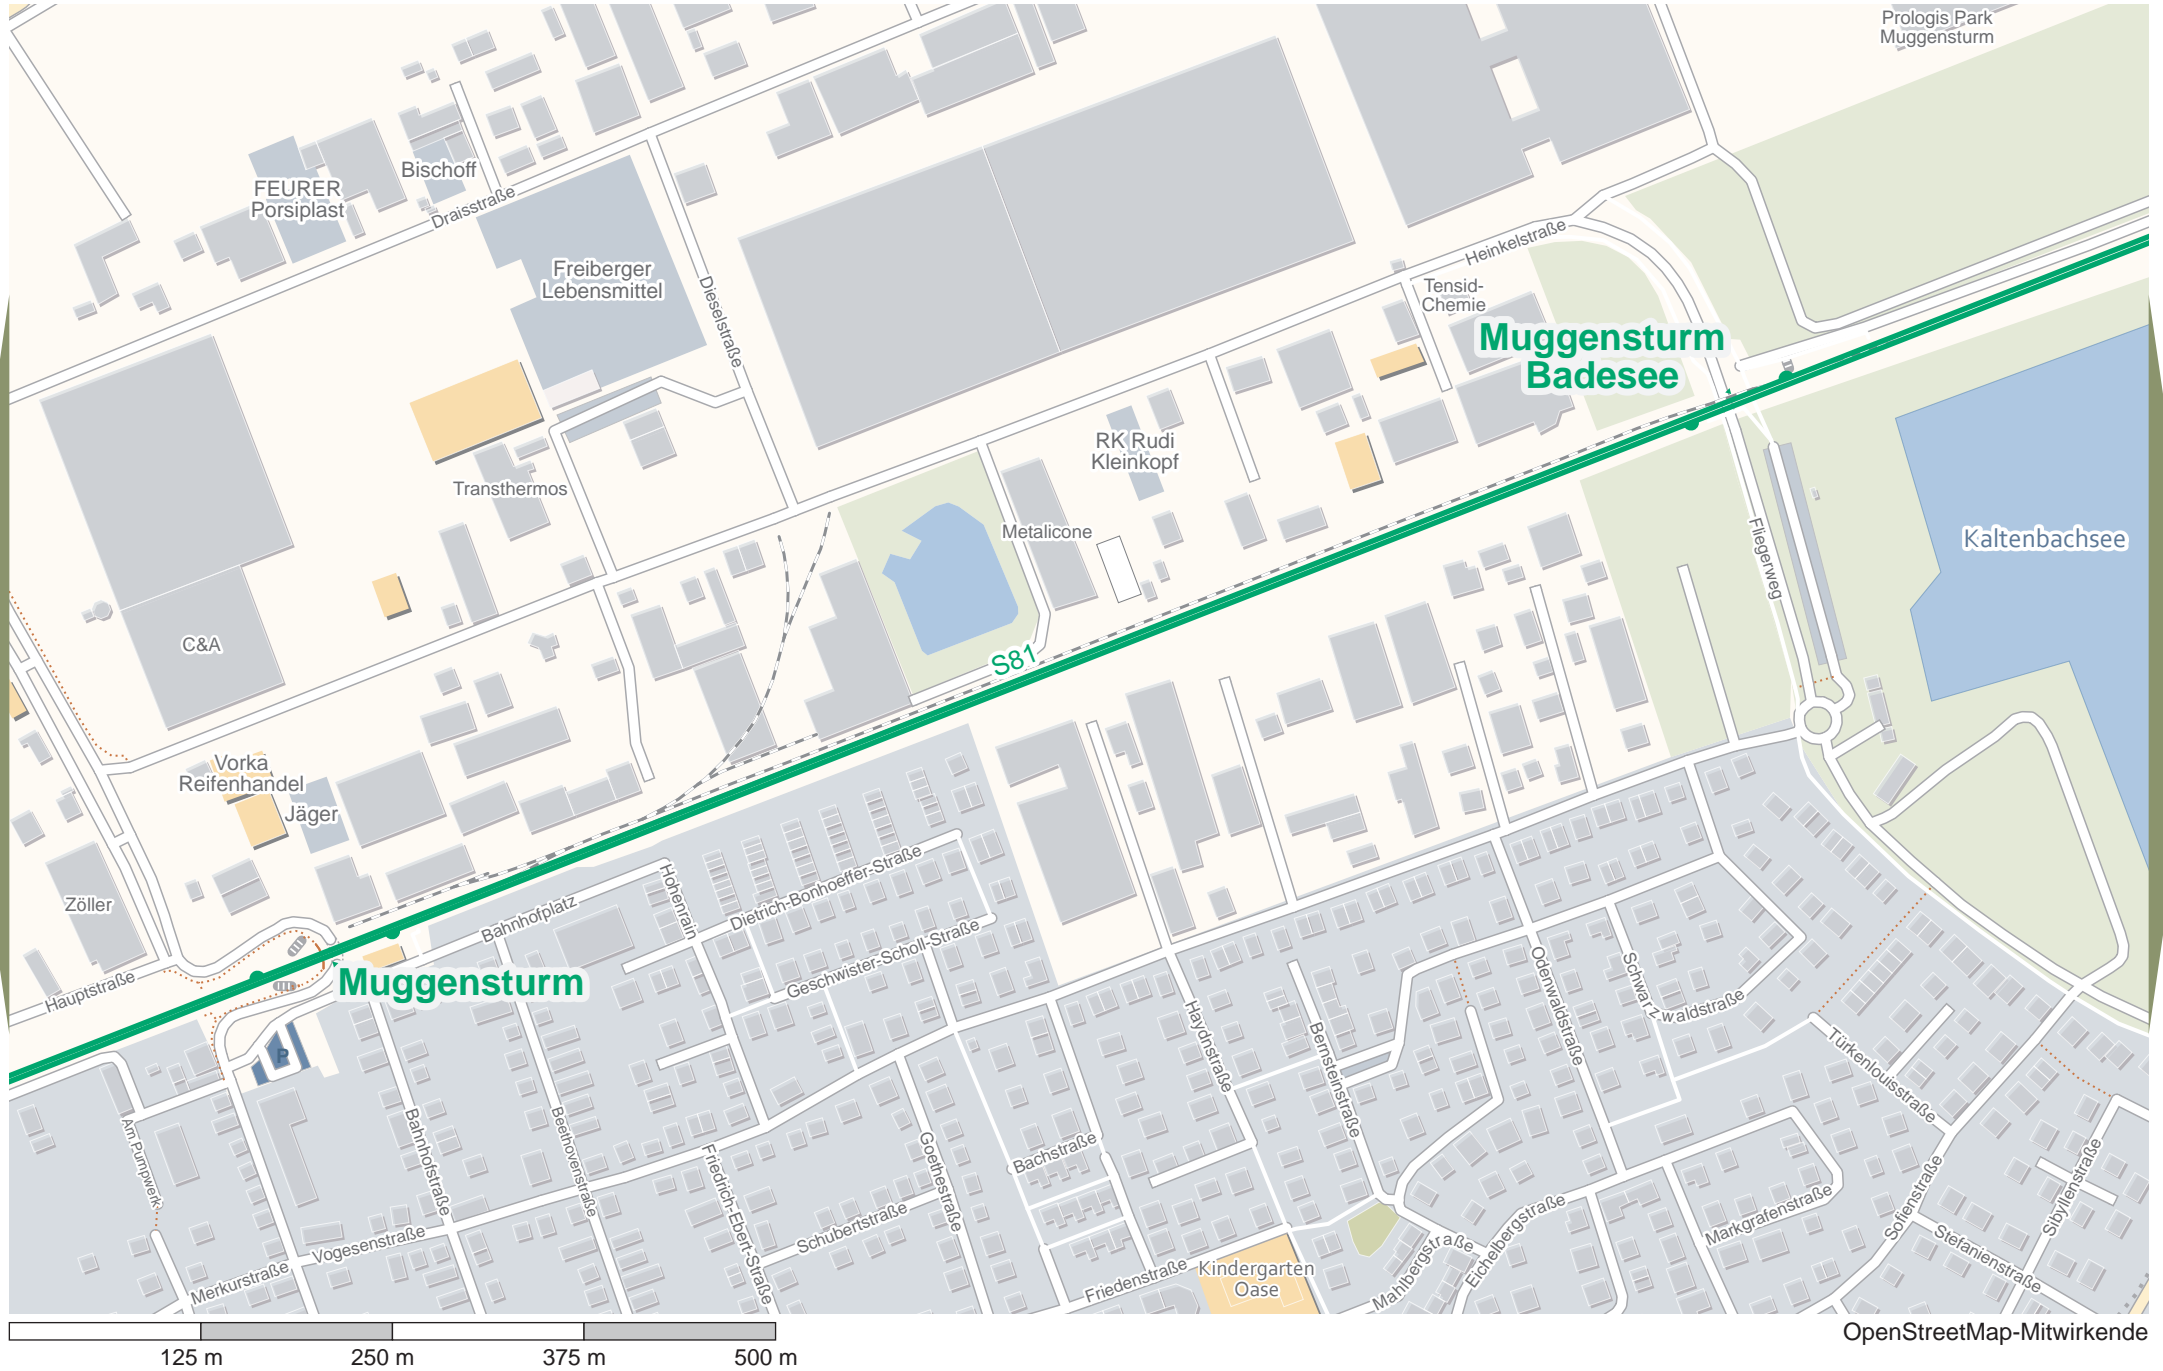 Prologis Park
Muggensturm
Bischoff
FEURER
Porsiplast
Draisstraße
Freiberger
Lebensmittel
Dieselstraße
Heinkelstraße
Tensid-
Chemie
Muggensturm
Badesee
RK Rudi
Kleinkopf
Transthermos
Metalicone
Kaltenbachsee
Fliegerweg
C&A
S81
Vorka
Reifenhandel
Jäger
Zöller
Hohenrain
Dietrich-Bonhoeffer-Straße
Bahnhofplatz
Geschwister-Scholl-Straße
Hauptstraße
Muggensturm
Odenwaldstraße
Schwarzwaldstraße
Haydnstraße
Bernsteinstraße
Türkenlouisstraße
P
Am Pumpwerk
Bahnhofstraße
Beethovenstraße
Friedrich-Ebert-Straße
Goethestraße
Bachstraße
Schubertstraße
Vogesenstraße
Merkurstraße
Friedenstraße
Kindergarten
Oase
Mahlbergstraße
Eichelbergstraße
Markgrafenstraße
Sofienstraße
Stefanienstraße
Sibyllenstraße
125 m
250 m
375 m
500 m
OpenStreetMap-Mitwirkende